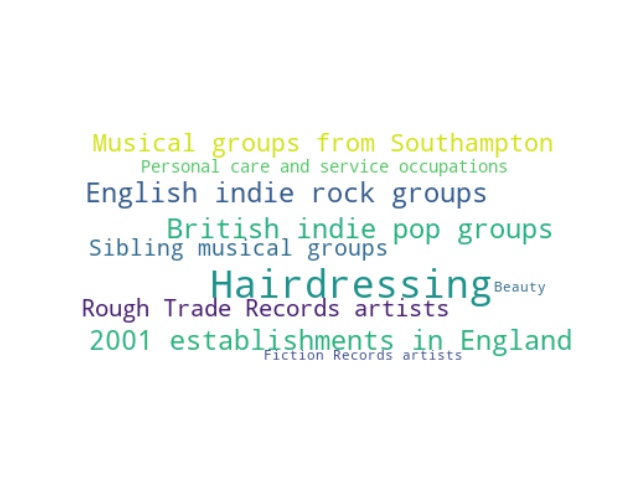 Musical groups from Southampton
Personal care and service occupations
English indie rock groups
British indie pop groups
Sibling musical groups
Hairdressing
Beauty
Rough Trade Records artists
2001 establishments in England
Fiction Records artists